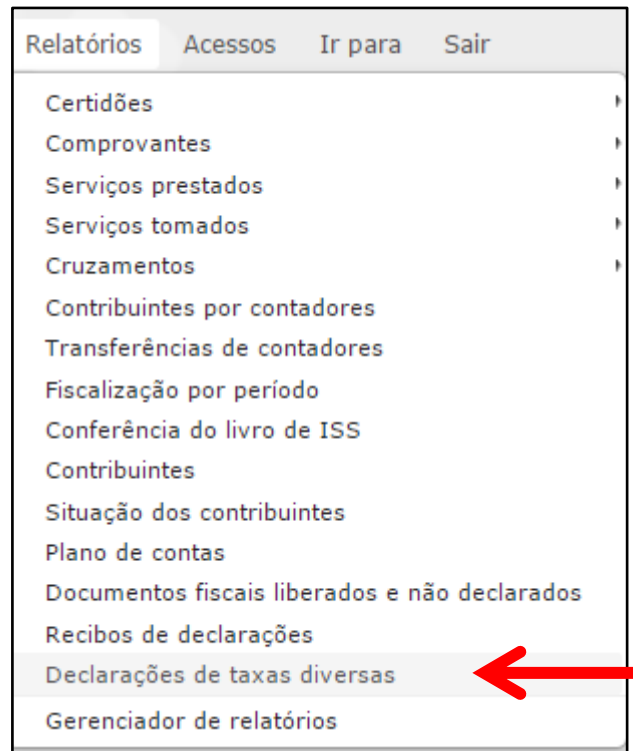 Relatórios Acessos Ir para Sair
Certidões
Comprovantes
Serviços prestados
Serviços tomados
Cruzamentos
Contribuintes por contadores
Transferências de contadores
Fiscalização por período
Conferência do livro de ISS
Contribuintes
Situação dos contribuintes
Plano de contas
Documentos fiscais liberados e não declarados
Recibos de declarações
Declarações de taxas diversas
Gerenciador de relatórios